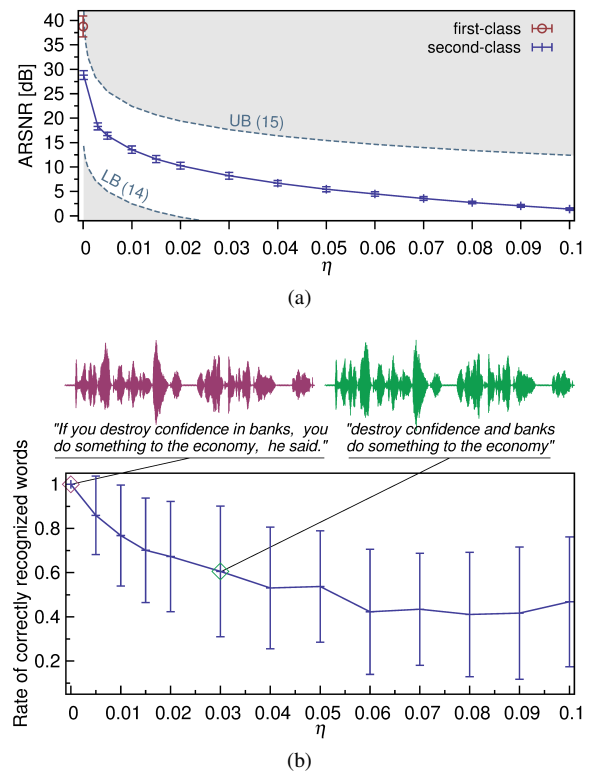 40
35
30
25
20
15
10
5
0
ARSNR [dB]
first-class
second-class
UB (15)
LB (14)
0 0.01 0.02 0.03 0.04 0.05 0.06 0.07 0.08 0.09 0.1
η
(a)
"If you destroy confidence in banks, you
do something to the economy, he said."
"destroy confidence and banks
do something to the economy"
1
0.8
0.6
0.4
0.2
Rate of correctly recognized words
0 0.01 0.02 0.03 0.04 0.05 0.06 0.07 0.08 0.09 0.1
η
(b)